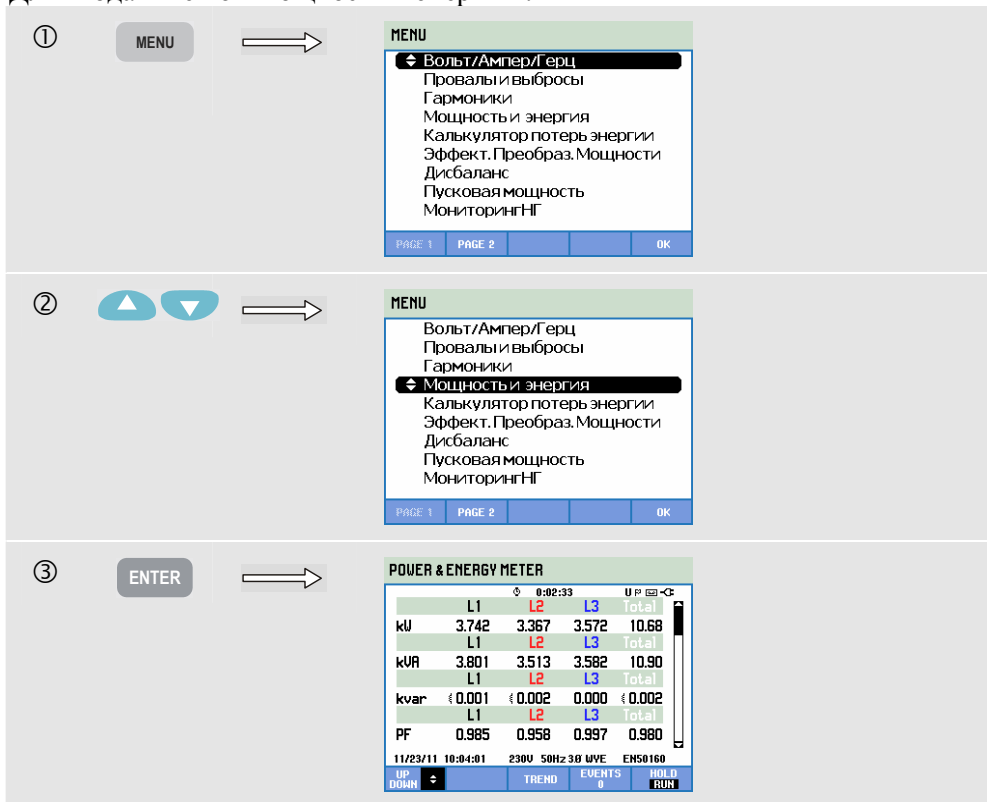 ①
MENU
MENU
Вольт/Ампер/Герц
Провалы и выбросы
Гармоники
Мощность и энергия
Калькулятор потерь энергии
Эффект. Преобраз. Мощности
Дисбаланс
Пусковая мощность
МониторингНГ
PAGE 1 PAGE 2 OK
②
MENU
Вольт/Ампер/Герц
Провалы и выбросы
Гармоники
Мощность и энергия
Калькулятор потерь энергии
Эффект. Преобраз. Мощности
Дисбаланс
Пусковая мощность
МониторингНГ
PAGE 1 PAGE 2 OK
③
ENTER
POWER & ENERGY METER
0:02:33 U
L1 L2 L3 Total
kW 3.742 3.367 3.572 10.68
L1 L2 L3 Total
kVA 3.801 3.513 3.582 10.90
L1 L2 L3 Total
kvar 0.001 0.002 0.000 0.002
L1 L2 L3 Total
PF 0.985 0.958 0.997 0.980
11/23/11 10:04:01 230V 50Hz 3Ø WYE EN50160
UP DOWN TREND EVENTS 0 HOLD RUN